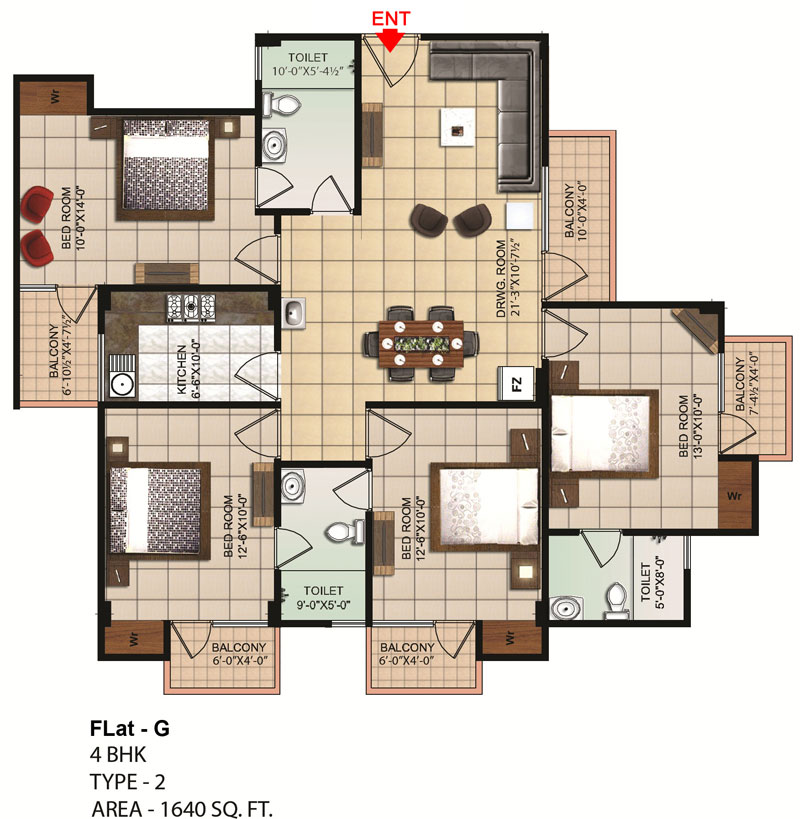 ENT
TOILET
10'-0"X5'-4½"
Wr
BED ROOM
10'-0"X14'-0"
BALCONY
10'-0"X4'-0"
DRWG. ROOM
21'-3"X10'-7½"
BALCONY
6'-10½"X4'-7½"
KITCHEN
6'-6"X10'-0"
FZ
BALCONY
7'-4½"X4'-0"
BED ROOM
13'-0"X10'-0"
Wr
BED ROOM
12'-6"X10'-0"
BED ROOM
12'-6"X10'-0"
TOILET
9'-0"X5'-0"
TOILET
5'-0"X8'-0"
Wr
BALCONY
6'-0"X4'-0"
BALCONY
6'-0"X4'-0"
Wr
FLat - G
4 BHK
TYPE - 2
AREA - 1640 SQ. FT.